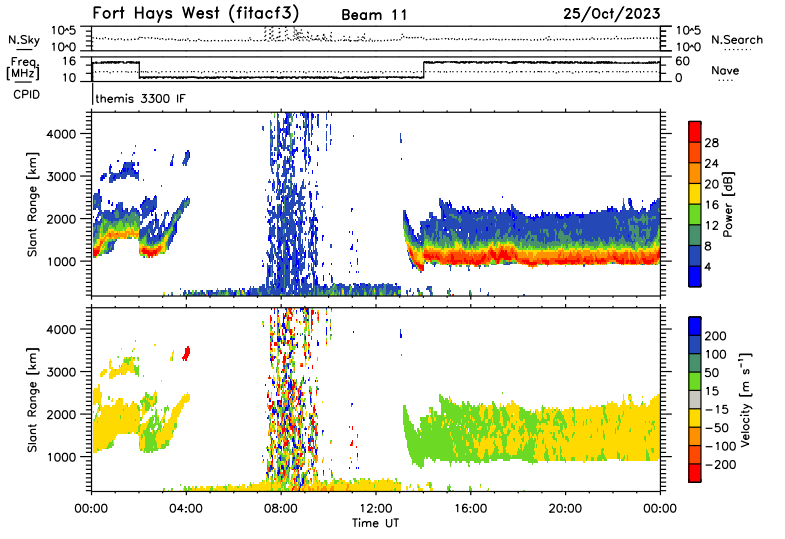 Fort Hays West (fitacf3) Beam 11 25/Oct/2023
N.Sky 10^5 10^0 10^5 10^0 N.Search
Freq. [MHz] 16 10 60 0 Nave
CPID themis 3300 IF
Slant Range [km] 4000 3000 2000 1000
Power [dB] 28 24 20 16 12 8 4
Slant Range [km] 4000 3000 2000 1000
Velocity [m s⁻¹] 200 100 50 15 −15 −50 −100 −200
00:00 04:00 08:00 12:00 16:00 20:00 00:00
Time UT